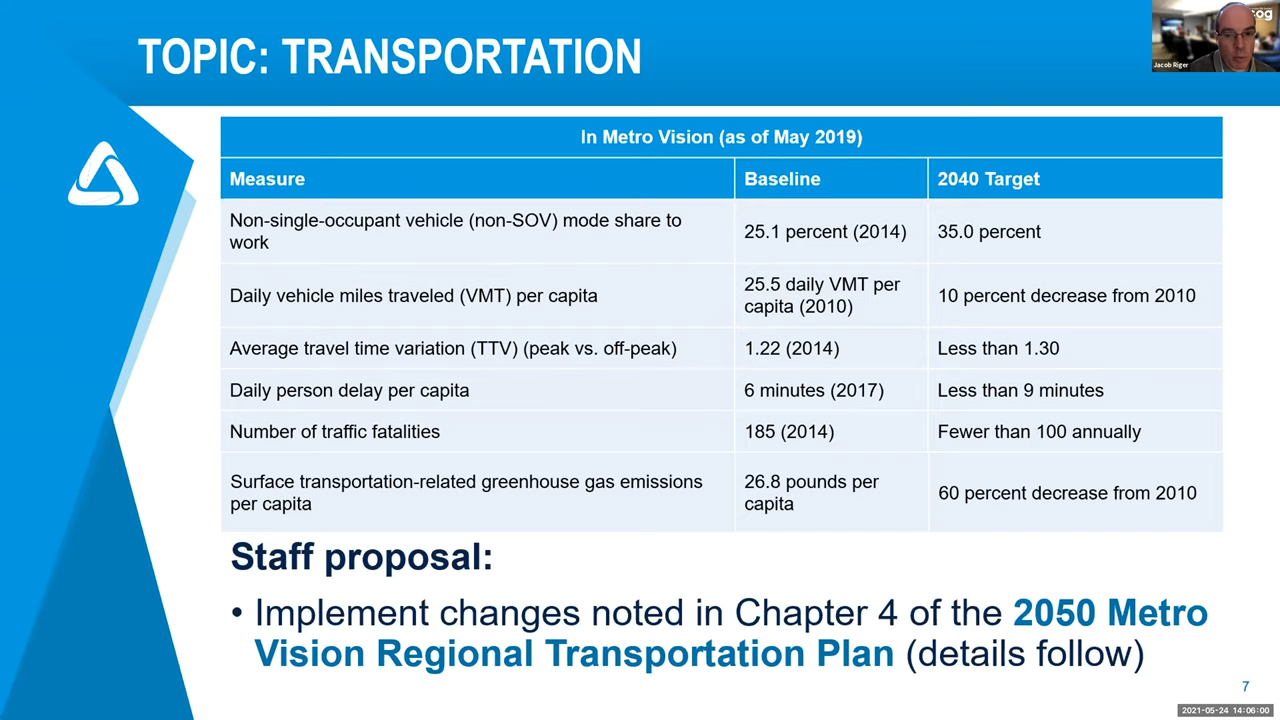 TOPIC: TRANSPORTATION
cog
Jacob Riger
In Metro Vision (as of May 2019)
Measure
Baseline
2040 Target
Non-single-occupant vehicle (non-SOV) mode share to
work
25.1 percent (2014)
35.0 percent
Daily vehicle miles traveled (VMT) per capita
25.5 daily VMT per
capita (2010)
10 percent decrease from 2010
Average travel time variation (TTV) (peak vs. off-peak)
1.22 (2014)
Less than 1.30
Daily person delay per capita
6 minutes (2017)
Less than 9 minutes
Number of traffic fatalities
185 (2014)
Fewer than 100 annually
Surface transportation-related greenhouse gas emissions
per capita
26.8 pounds per
capita
60 percent decrease from 2010
Staff proposal:
• Implement changes noted in Chapter 4 of the 2050 Metro
Vision Regional Transportation Plan (details follow)
7
2021-05-24 14:06:00